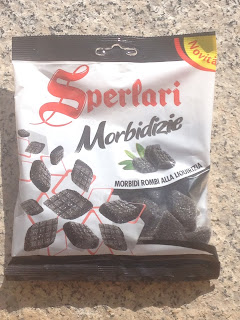 Novità
Sperlari
Morbidizie
MORBIDI ROMBI ALLA LIQUIRIZIA